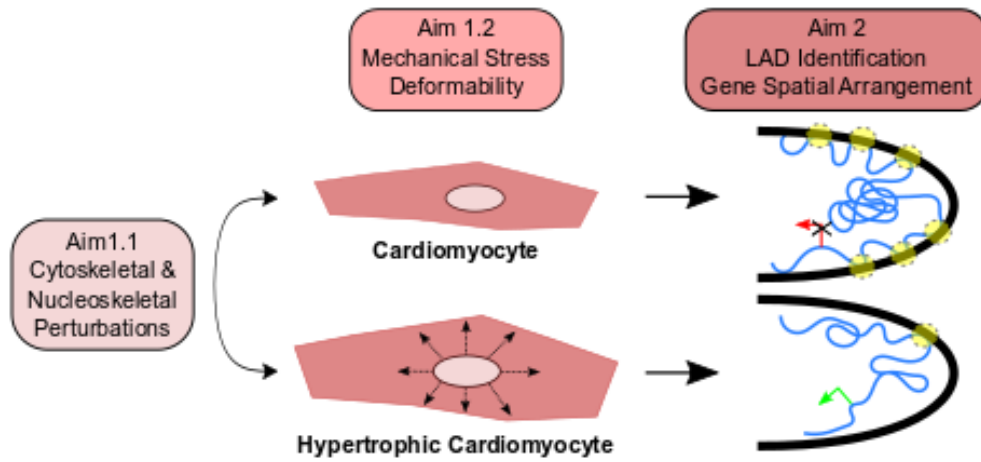 Aim 1.2
Mechanical Stress
Deformability
Aim 2
LAD Identification
Gene Spatial Arrangement
Aim1.1
Cytoskeletal &
Nucleoskeletal
Perturbations
Cardiomyocyte
Hypertrophic Cardiomyocyte